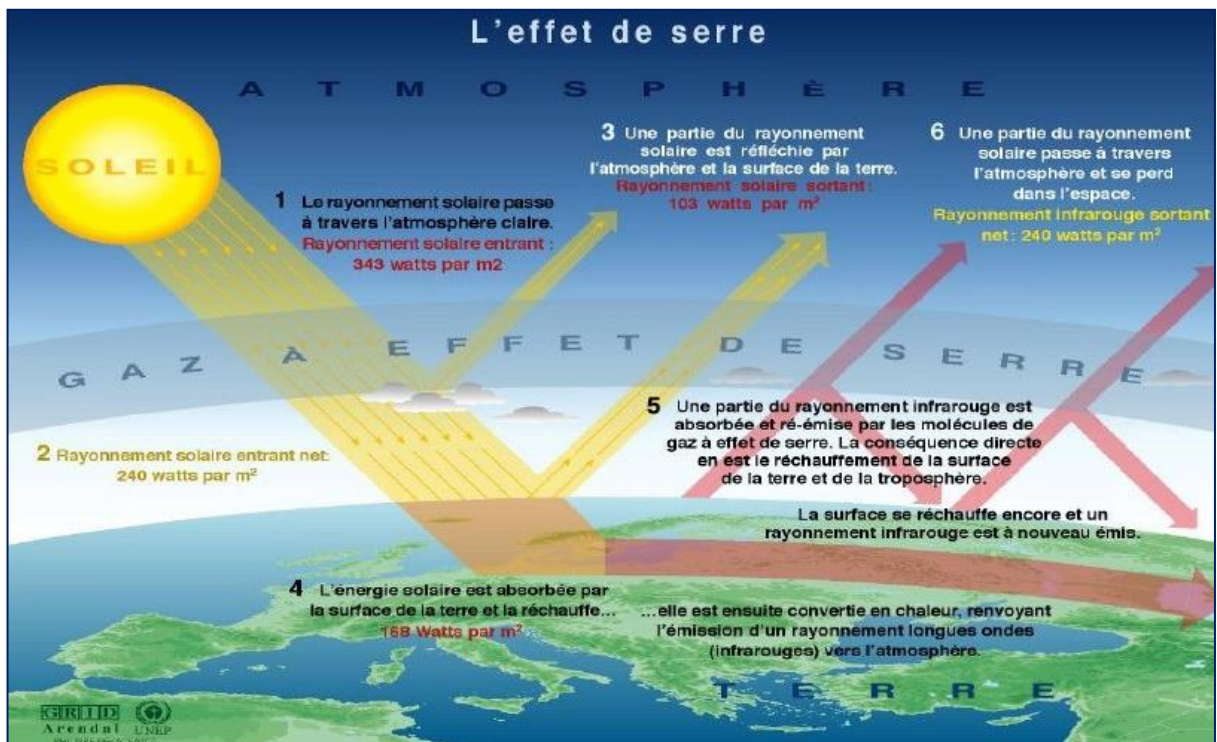 L'effet de serre
ATMOSPHÈRE
SOLEIL
1 Le rayonnement solaire passe
à travers l'atmosphère claire.
Rayonnement solaire entrant :
343 watts par m2
2 Rayonnement solaire entrant net:
240 watts par m²
3 Une partie du rayonnement
solaire est réfléchie par
l'atmosphère et la surface de la terre.
Rayonnement solaire sortant:
103 watts par m²
6 Une partie du rayonnement
solaire passe à travers
l'atmosphère et se perd
dans l'espace.
Rayonnement infrarouge sortant
net: 240 watts par m²
GAZ À EFFET DE SERRE
5 Une partie du rayonnement infrarouge est
absorbée et ré-émise par les molécules de
gaz à effet de serre. La conséquence directe
en est le réchauffement de la surface
de la terre et de la troposphère.
La surface se réchauffe encore et un
rayonnement infrarouge est à nouveau émis.
4 L'énergie solaire est absorbée par
la surface de la terre et la réchauffe...
168 Watts par m²
...elle est ensuite convertie en chaleur, renvoyant
l'émission d'un rayonnement longues ondes
(infrarouges) vers l'atmosphère.
TERRE
GRID
Arendal UNEP